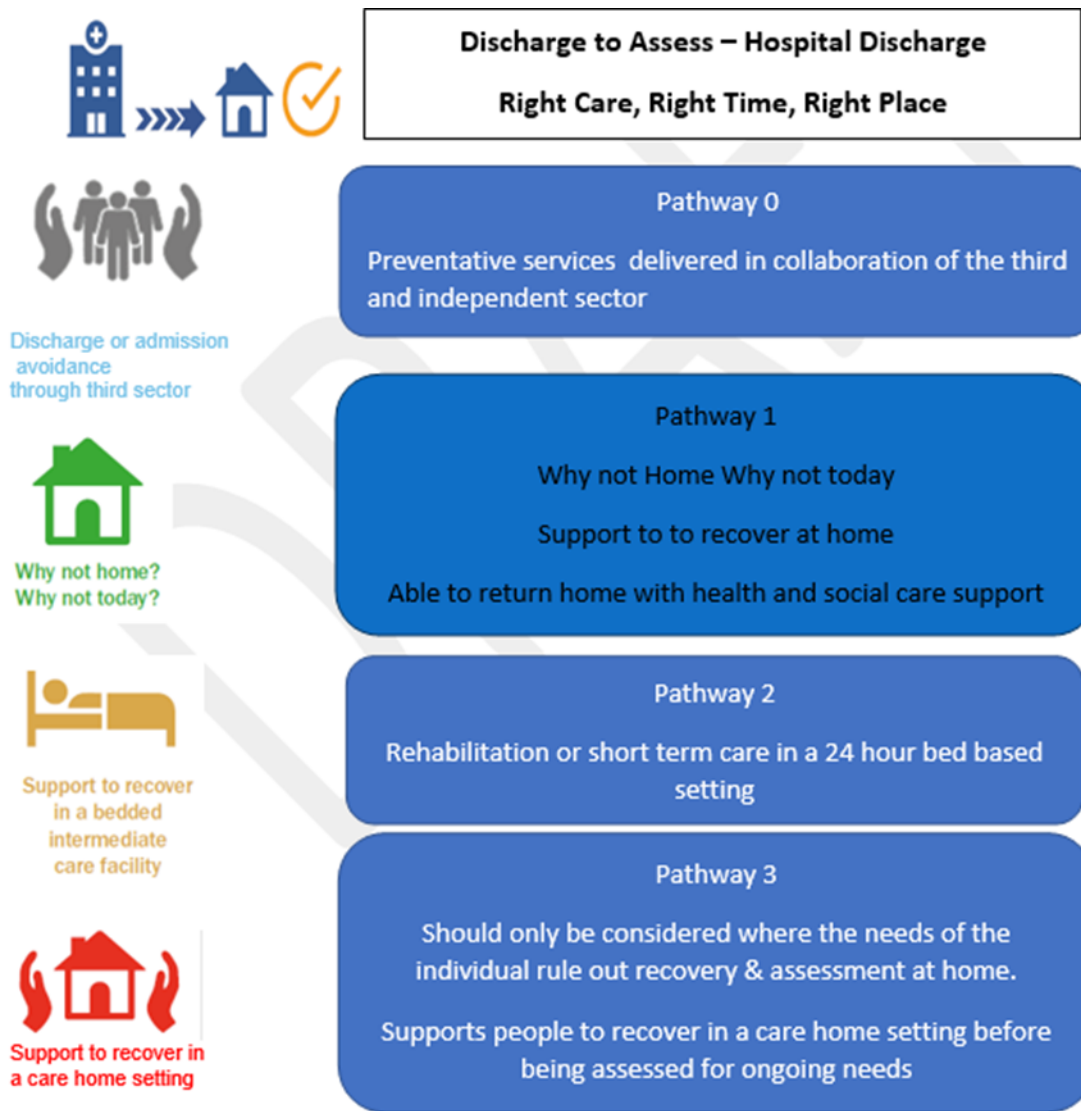 Discharge to Assess – Hospital Discharge
Right Care, Right Time, Right Place
Discharge or admission
avoidance
through third sector
Pathway 0
Preventative services delivered in collaboration of the third
and independent sector
Why not home?
Why not today?
Pathway 1
Why not Home Why not today
Support to to recover at home
Able to return home with health and social care support
Support to recover
in a bedded
intermediate
care facility
Pathway 2
Rehabilitation or short term care in a 24 hour bed based
setting
Support to recover in
a care home setting
Pathway 3
Should only be considered where the needs of the
individual rule out recovery & assessment at home.
Supports people to recover in a care home setting before
being assessed for ongoing needs